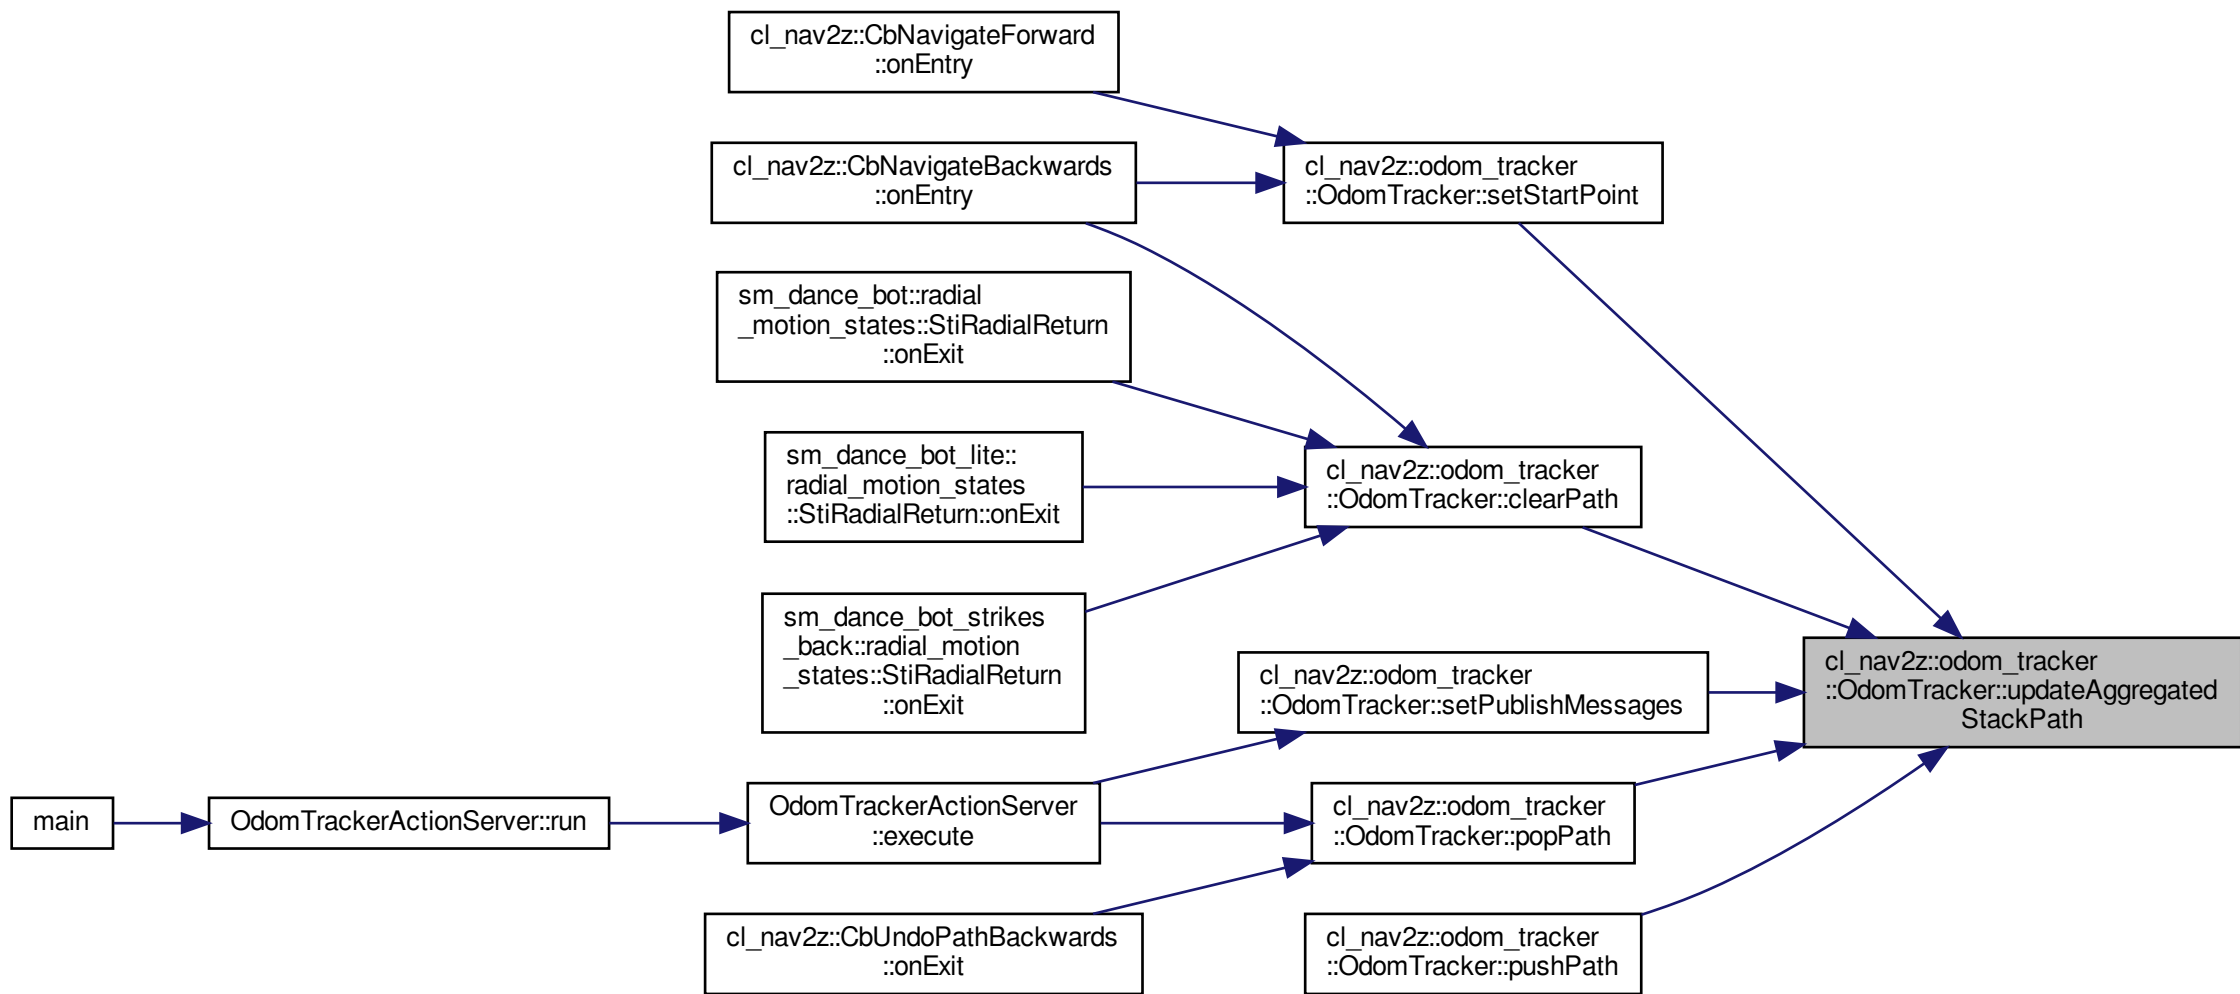 cl_nav2z::CbNavigateForward
::onEntry
cl_nav2z::CbNavigateBackwards
::onEntry
cl_nav2z::odom_tracker
::OdomTracker::setStartPoint
sm_dance_bot::radial
_motion_states::StiRadialReturn
::onExit
sm_dance_bot_lite::
radial_motion_states
::StiRadialReturn::onExit
cl_nav2z::odom_tracker
::OdomTracker::clearPath
sm_dance_bot_strikes
_back::radial_motion
_states::StiRadialReturn
::onExit
cl_nav2z::odom_tracker
::OdomTracker::setPublishMessages
cl_nav2z::odom_tracker
::OdomTracker::updateAggregated
StackPath
main
OdomTrackerActionServer::run
OdomTrackerActionServer
::execute
cl_nav2z::odom_tracker
::OdomTracker::popPath
cl_nav2z::CbUndoPathBackwards
::onExit
cl_nav2z::odom_tracker
::OdomTracker::pushPath